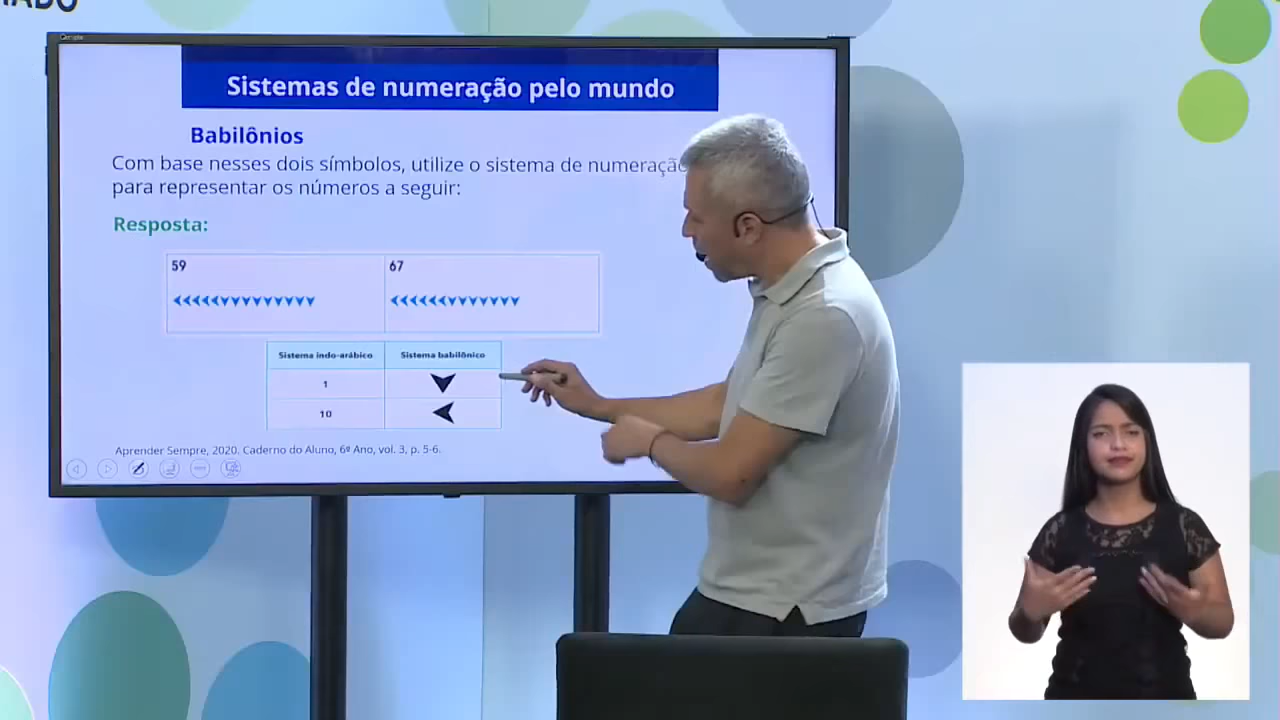 Sistemas de numeração pelo mundo
Babilônios
Com base nesses dois símbolos, utilize o sistema de numeração
para representar os números a seguir:
Resposta:
59
67
Sistema indo-arábico
Sistema babilônico
1
10
Aprender Sempre, 2020. Caderno do Aluno, 6º Ano, vol. 3, p. 5-6.